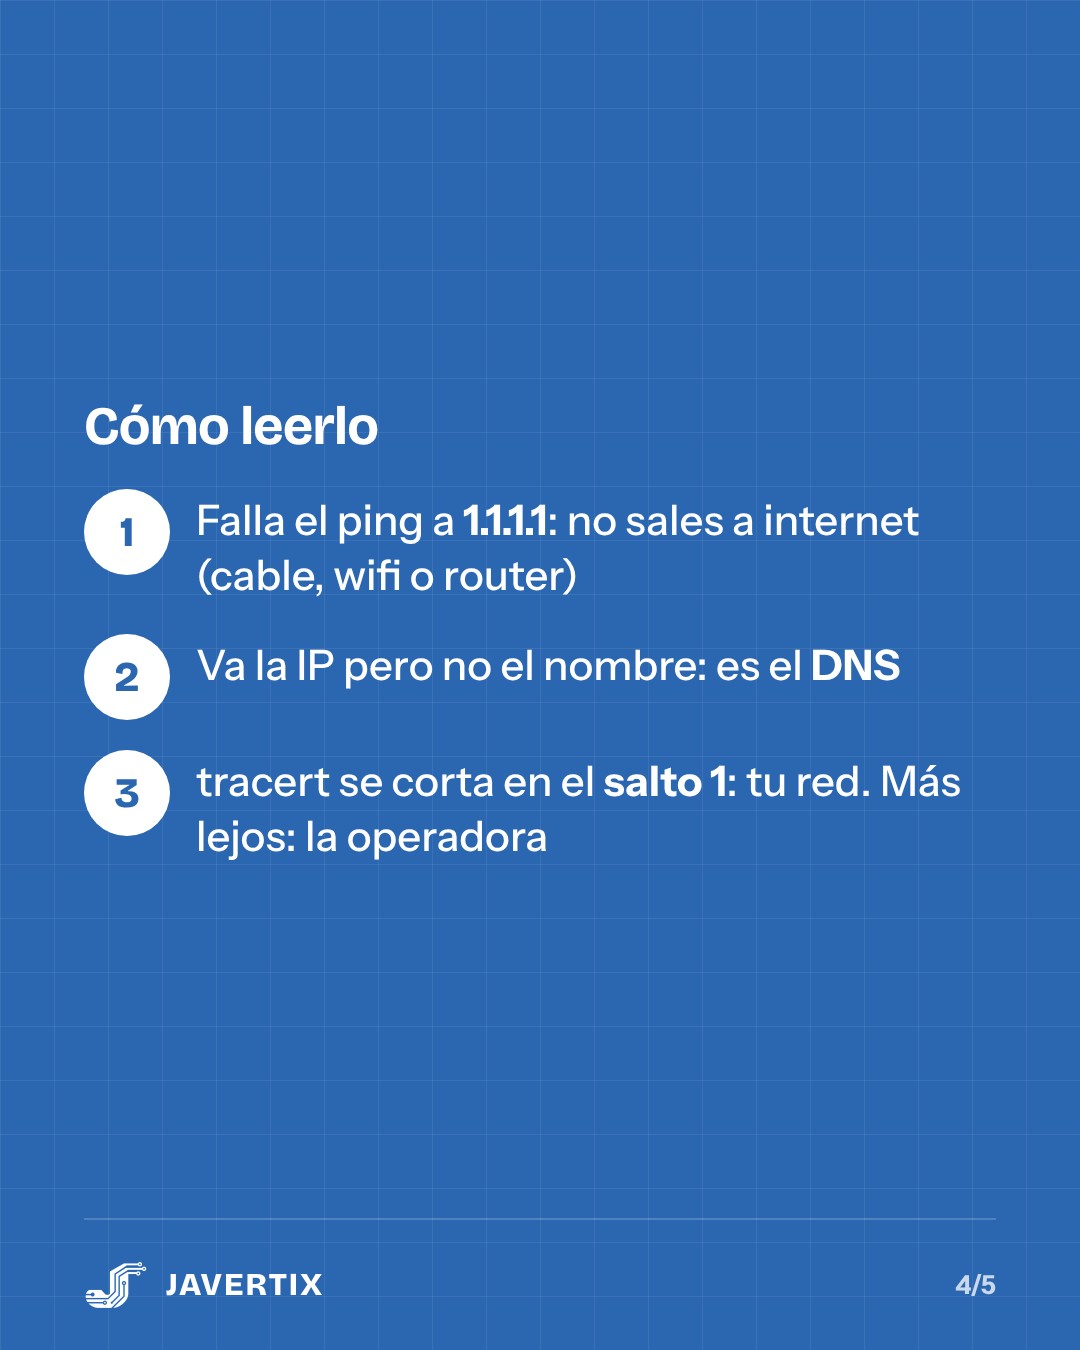 Cómo leerlo
1
Falla el ping a 1.1.1.1: no sales a internet
(cable, wifi o router)
2
Va la IP pero no el nombre: es el DNS
3
tracert se corta en el salto 1: tu red. Más
lejos: la operadora
JAVERTIX
4/5